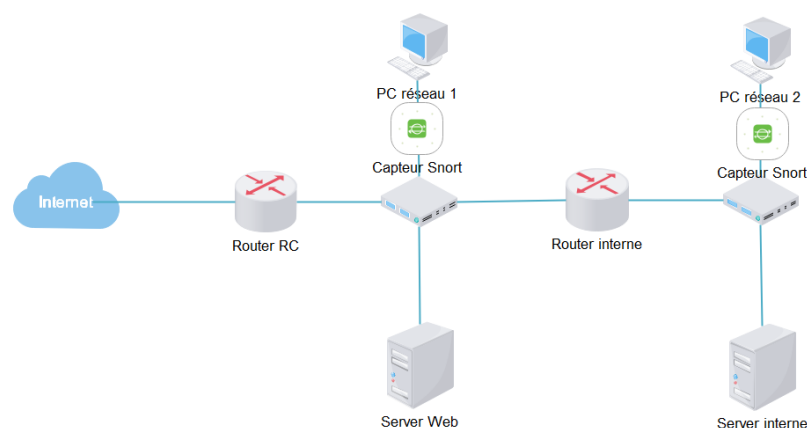 PC réseau 1
PC réseau 2
Capteur Snort
Capteur Snort
Internet
Router RC
Router interne
Server Web
Server interne